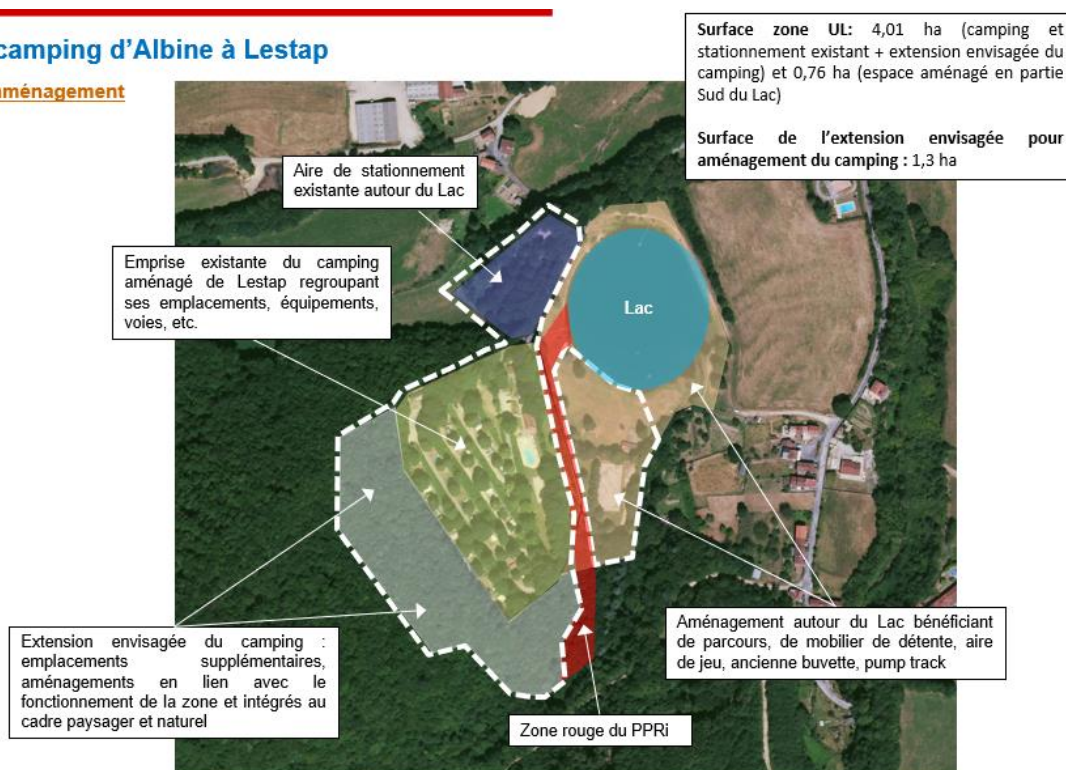 camping d'Albine à Lestap
aménagement
Surface zone UL: 4,01 ha (camping et
stationnement existant + extension envisagée du
camping) et 0,76 ha (espace aménagé en partie
Sud du Lac)
Surface de l'extension envisagée pour
aménagement du camping : 1,3 ha
Aire de stationnement
existante autour du Lac
Emprise existante du camping
aménagé de Lestap regroupant
ses emplacements, équipements,
voies, etc.
Lac
Extension envisagée du camping :
emplacements supplémentaires,
aménagements en lien avec le
fonctionnement de la zone et intégrés au
cadre paysager et naturel
Aménagement autour du Lac bénéficiant
de parcours, de mobilier de détente, aire
de jeu, ancienne buvette, pump track
Zone rouge du PPRi